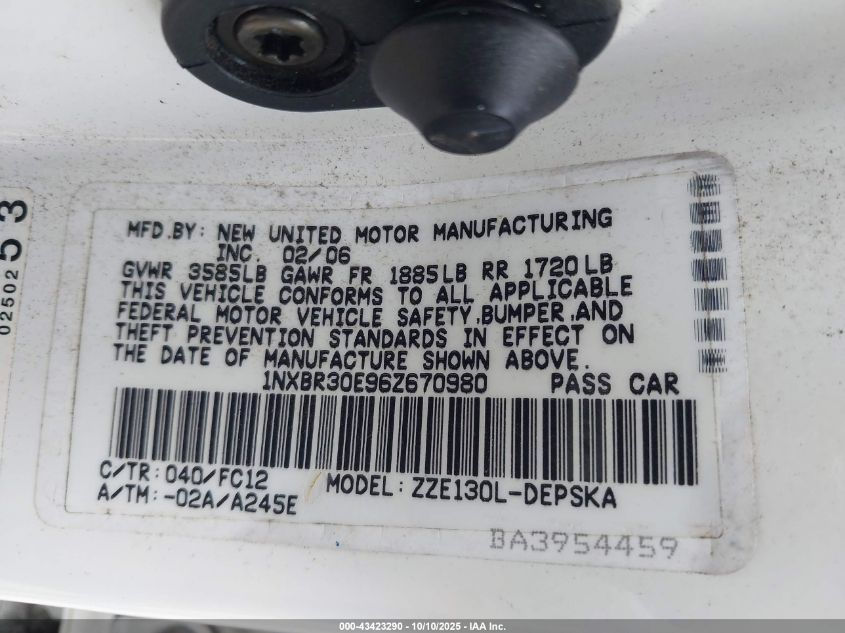 MFD.BY: NEW UNITED MOTOR MANUFACTURING
INC 02/06
GVWR 3585LB GAWR FR 1885LB RR 1720LB
THIS VEHICLE CONFORMS TO ALL APPLICABLE
FEDERAL MOTOR VEHICLE SAFETY,BUMPER,AND
THEFT PREVENTION STANDARDS IN EFFECT ON
THE DATE OF MANUFACTURE SHOWN ABOVE.
1NXBR30E96Z670980 PASS CAR
C/TR: 040/FC12 MODEL: ZZE130L-DEPSKA
A/TM: -02A/A245E
BA3954459
0250253
000-43423290 - 10/10/2025 - IAA Inc.